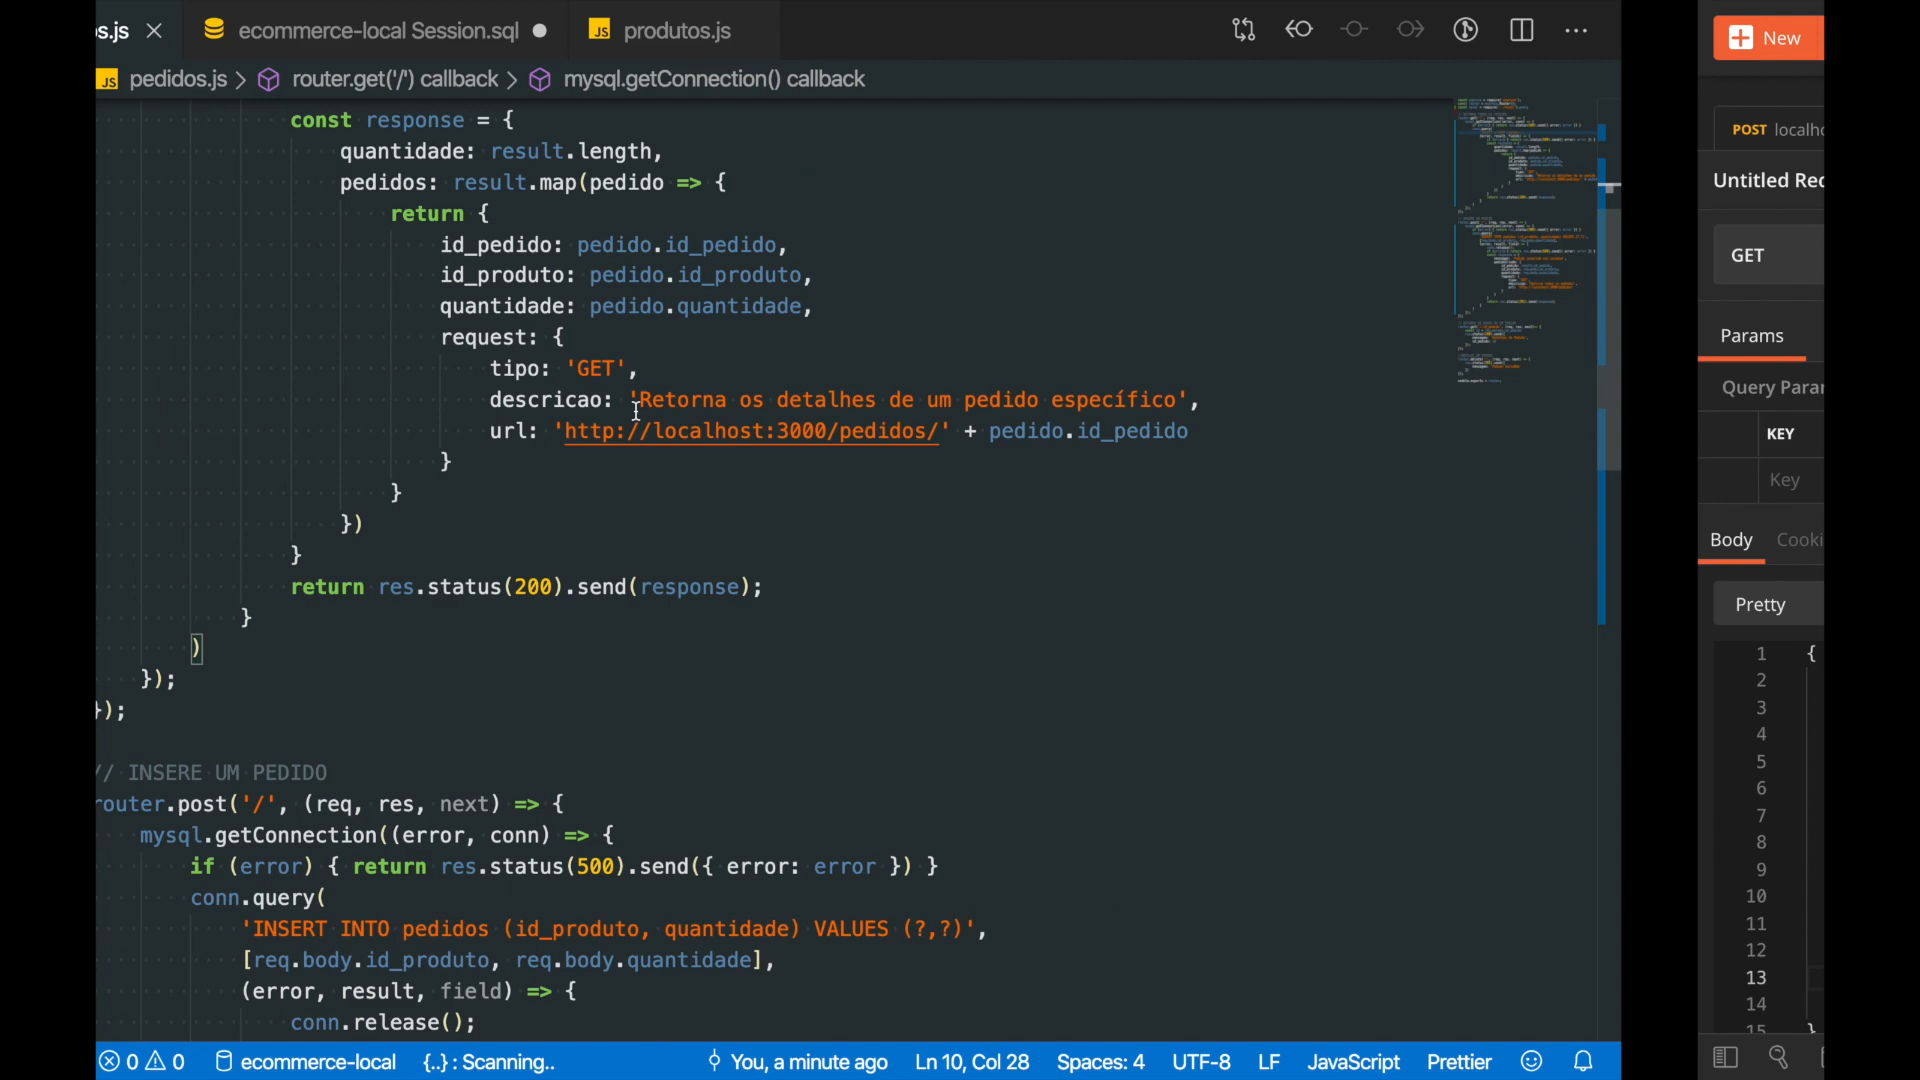 s.js
ecommerce-local Session.sql
JS produtos.js
JS pedidos.js > router.get('/') callback > mysql.getConnection() callback
const response = {
quantidade: result.length,
pedidos: result.map(pedido => {
return {
id_pedido: pedido.id_pedido,
id_produto: pedido.id_produto,
quantidade: pedido.quantidade,
request: {
tipo: 'GET',
descricao: 'Retorna os detalhes de um pedido específico',
url: 'http://localhost:3000/pedidos/' + pedido.id_pedido
}
}
})
}
return res.status(200).send(response);
}
)
});
});
// INSERE UM PEDIDO
router.post('/', (req, res, next) => {
mysql.getConnection((error, conn) => {
if (error) { return res.status(500).send({ error: error }) }
conn.query(
'INSERT INTO pedidos (id_produto, quantidade) VALUES (?,?)',
[req.body.id_produto, req.body.quantidade],
(error, result, field) => {
conn.release();
0 0 ecommerce-local {..} : Scanning.. You, a minute ago Ln 10, Col 28 Spaces: 4 UTF-8 LF JavaScript Prettier
New
POST localh
Untitled Rec
GET
Params
Query Para
KEY
Key
Body Cooki
Pretty
1 {
2
3
4
5
6
7
8
9
10
11
12
13
14
15 }